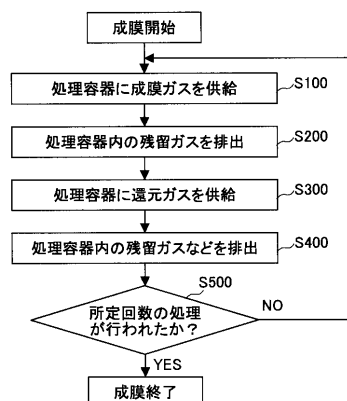 成膜開始
処理容器に成膜ガスを供給
S100
処理容器内の残留ガスを排出
S200
処理容器に還元ガスを供給
S300
処理容器内の残留ガスなどを排出
S400
S500
所定回数の処理
が行われたか？
NO
YES
成膜終了